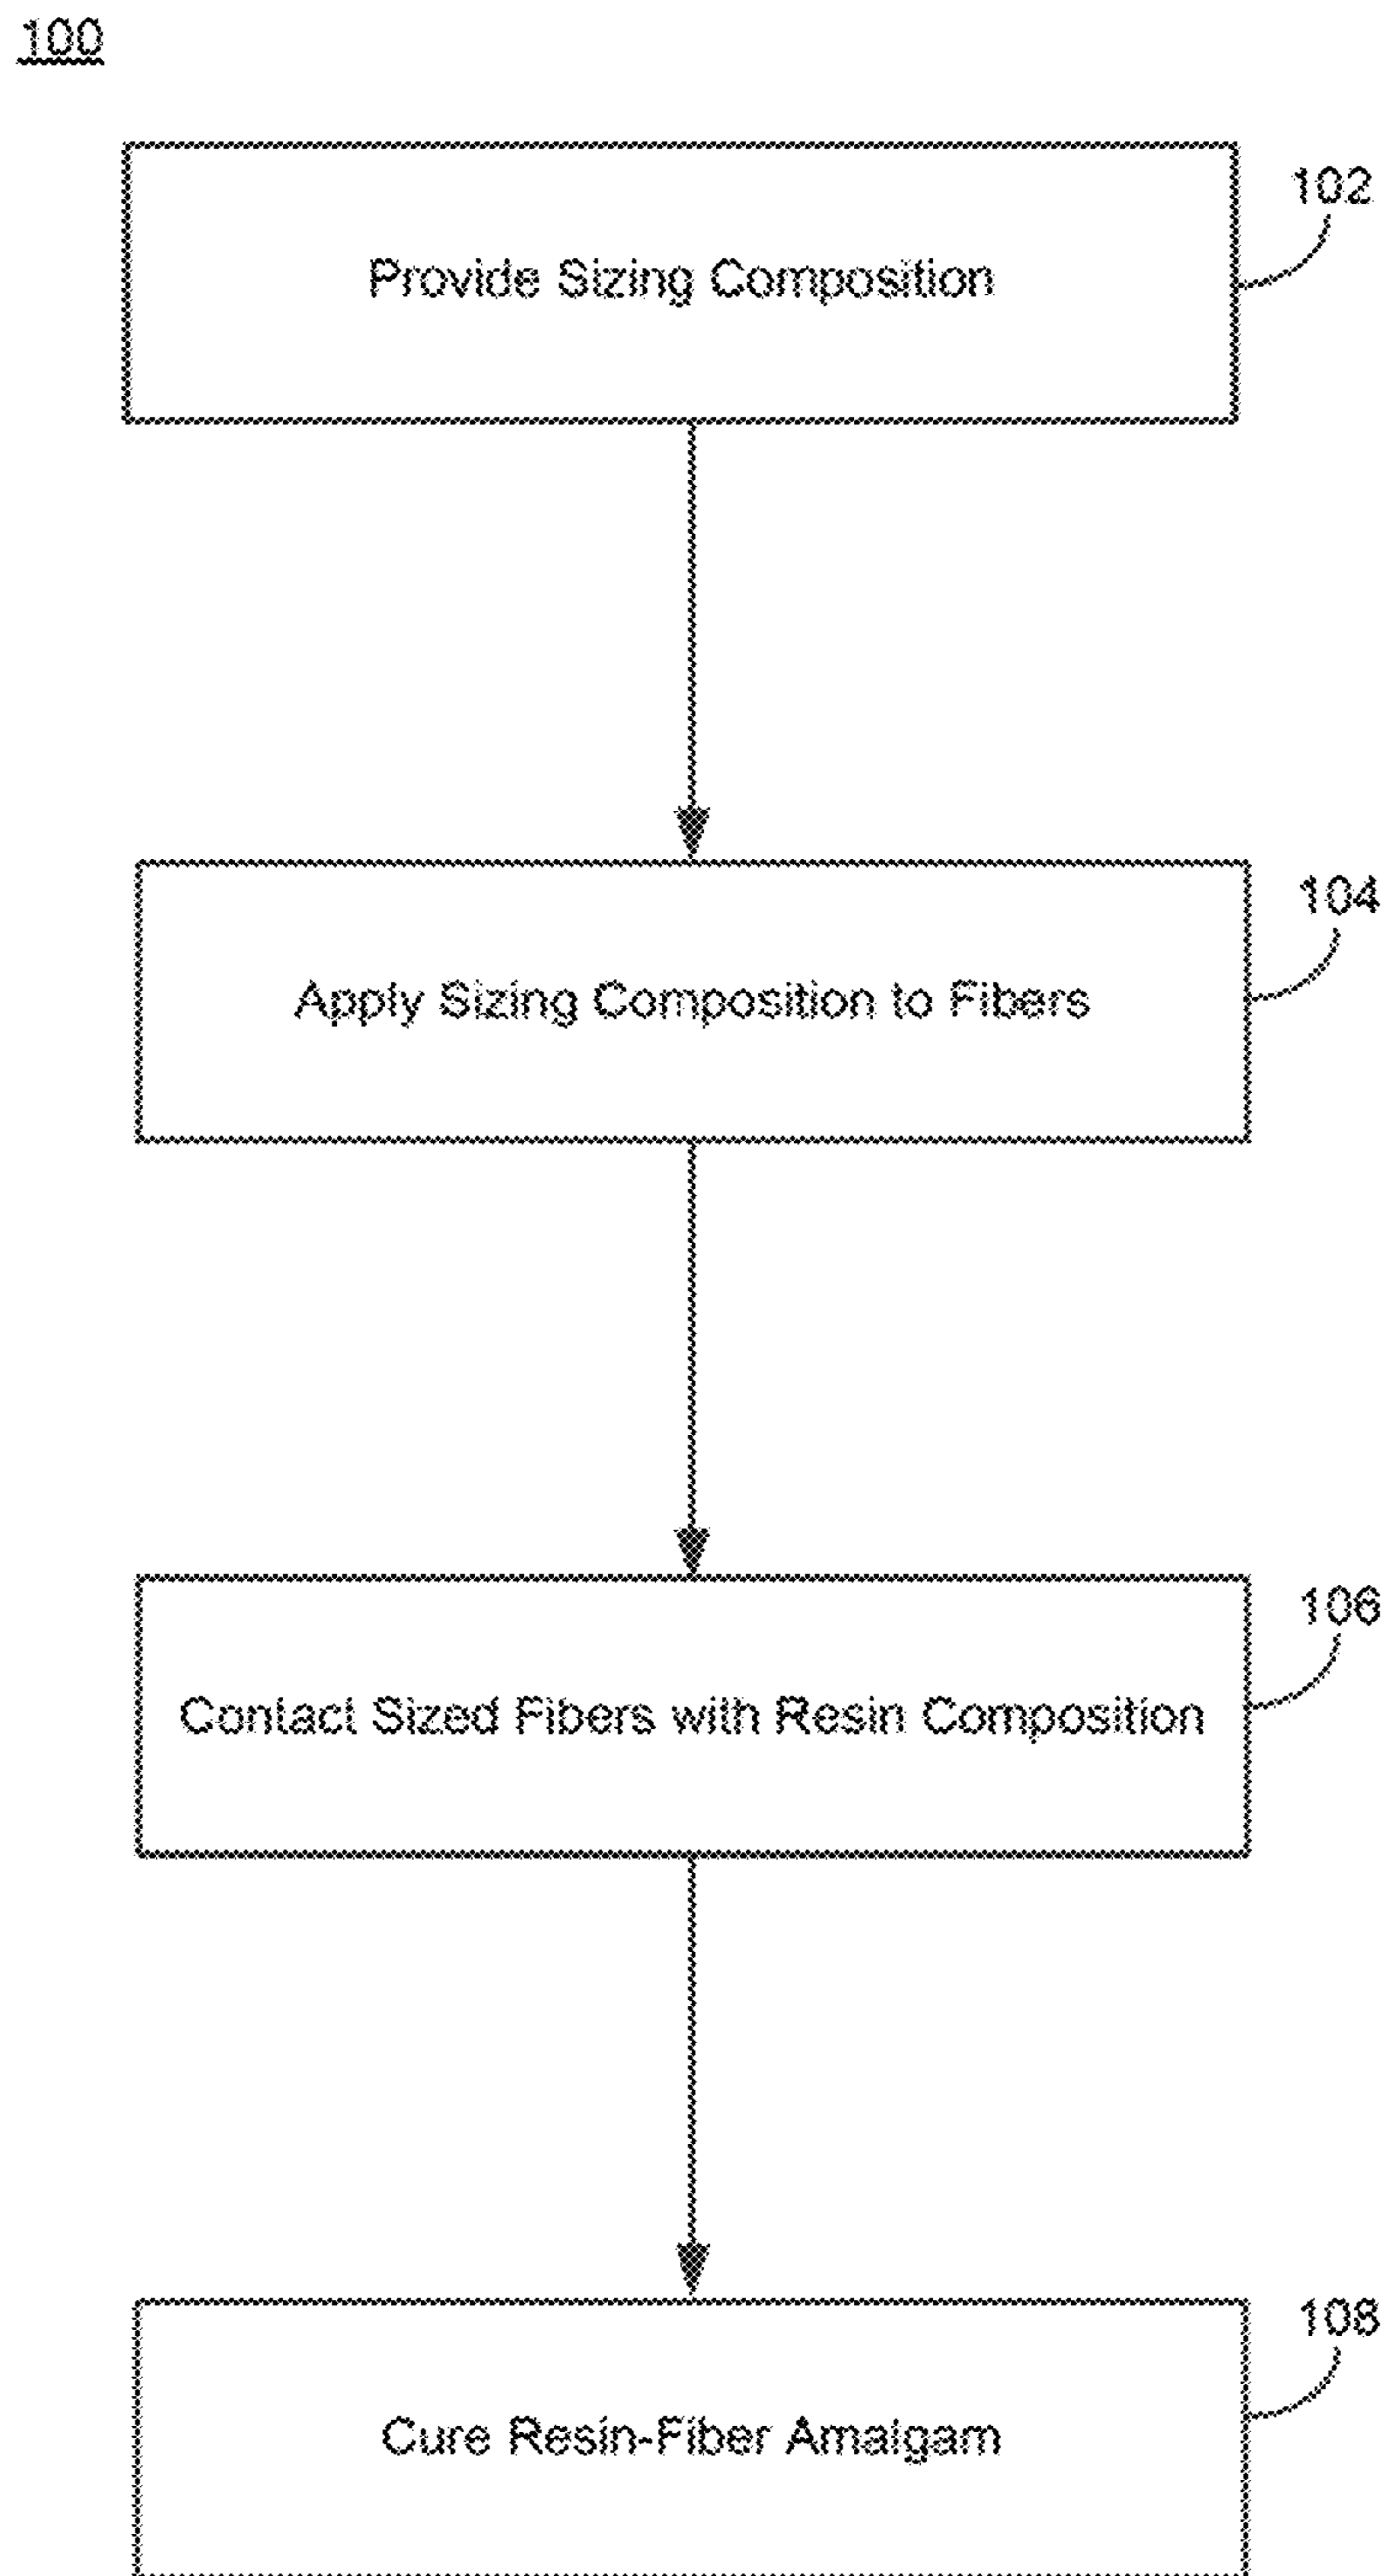 100
102
Provide Sizing Composition
104
Apply Sizing Composition to Fibers
106
Contact Sized Fibers with Resin Composition
108
Cure Resin-Fiber Amalgam